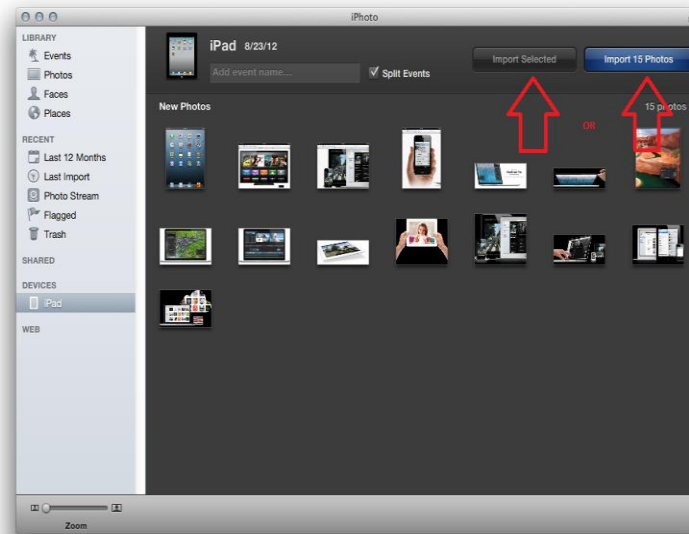 iPhoto
LIBRARY
Events
Photos
Faces
Places
RECENT
Last 12 Months
Last Import
Photo Stream
Flagged
Trash
SHARED
DEVICES
iPad
WEB
Zoom
iPad 8/23/12
Add event name...
Split Events
Import Selected
Import 15 Photos
New Photos
15 photos
OR